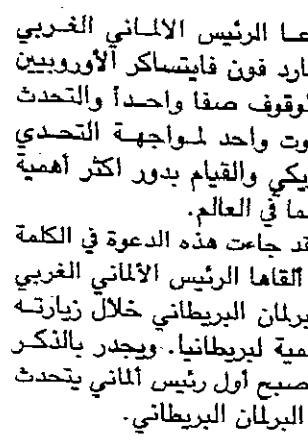 عا الرئيس الالماني الغربي
ارد فون فايتساكر الأوروبيين
لوقوف صفا واحداً والتحدث
وت واحد لمواجهة التحدي
يكي والقيام بدور اكثر أهمية
ما في العالم.
قد جاءت هذه الدعوة في الكلمة
ألقاها الرئيس الألماني الغربي
برلمان البريطاني خلال زيارته
مية لبريطانيا. ويجدر بالذكر
صبح أول رئيس ألماني يتحدث
البرلمان البريطاني.